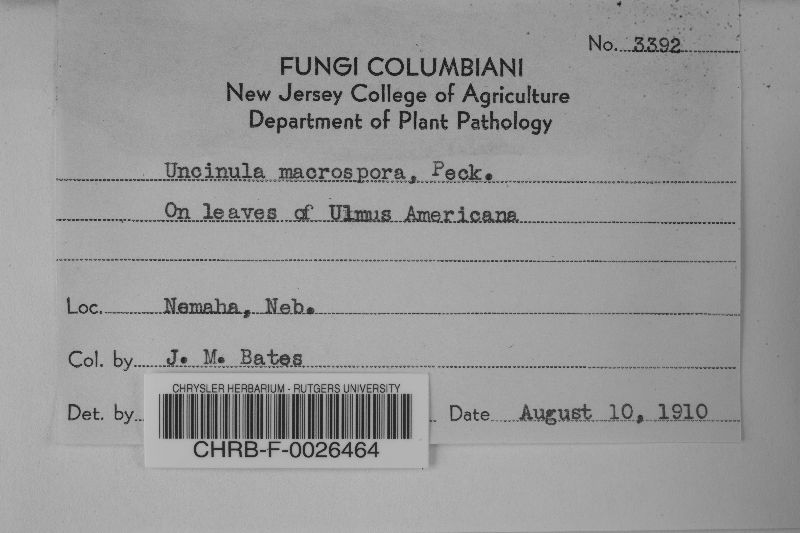 No. 3392
FUNGI COLUMBIANI
New Jersey College of Agriculture
Department of Plant Pathology
Uncinula macrospora, Peck.
On leaves of Ulmus Americana
Loc. Nemaha, Neb.
Col. by J. M. Bates
Det. by
Date August 10, 1910
CHRYSLER HERBARIUM - RUTGERS UNIVERSITY
CHRB-F-0026464